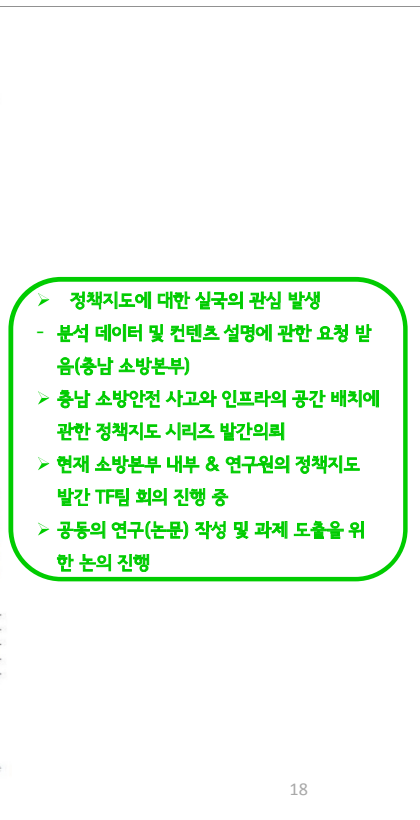 ➢ 정책지도에 대한 실국의 관심 발생
- 분석 데이터 및 컨텐츠 설명에 관한 요청 받
음(충남 소방본부)
➢ 충남 소방안전 사고와 인프라의 공간 배치에
관한 정책지도 시리즈 발간의뢰
➢ 현재 소방본부 내부 & 연구원의 정책지도
발간 TF팀 회의 진행 중
➢ 공동의 연구(논문) 작성 및 과제 도출을 위
한 논의 진행
18